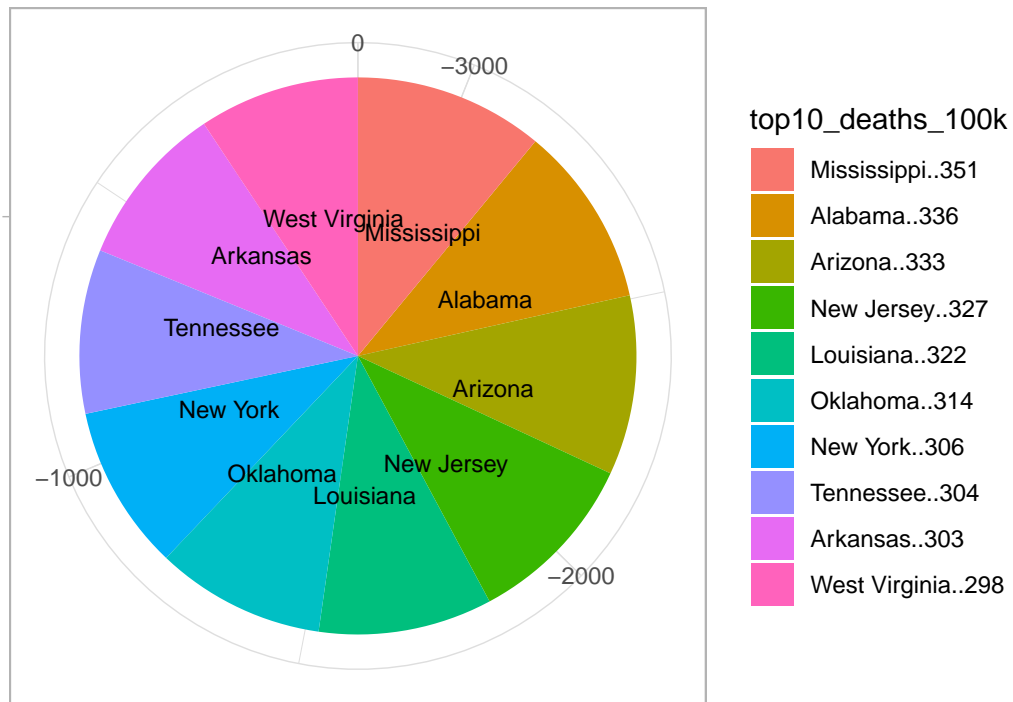 0
−3000
West Virginia
Mississippi
Arkansas
Alabama
Tennessee
Arizona
New York
New Jersey
Oklahoma
−1000
Louisiana
−2000
top10_deaths_100k
Mississippi..351
Alabama..336
Arizona..333
New Jersey..327
Louisiana..322
Oklahoma..314
New York..306
Tennessee..304
Arkansas..303
West Virginia..298